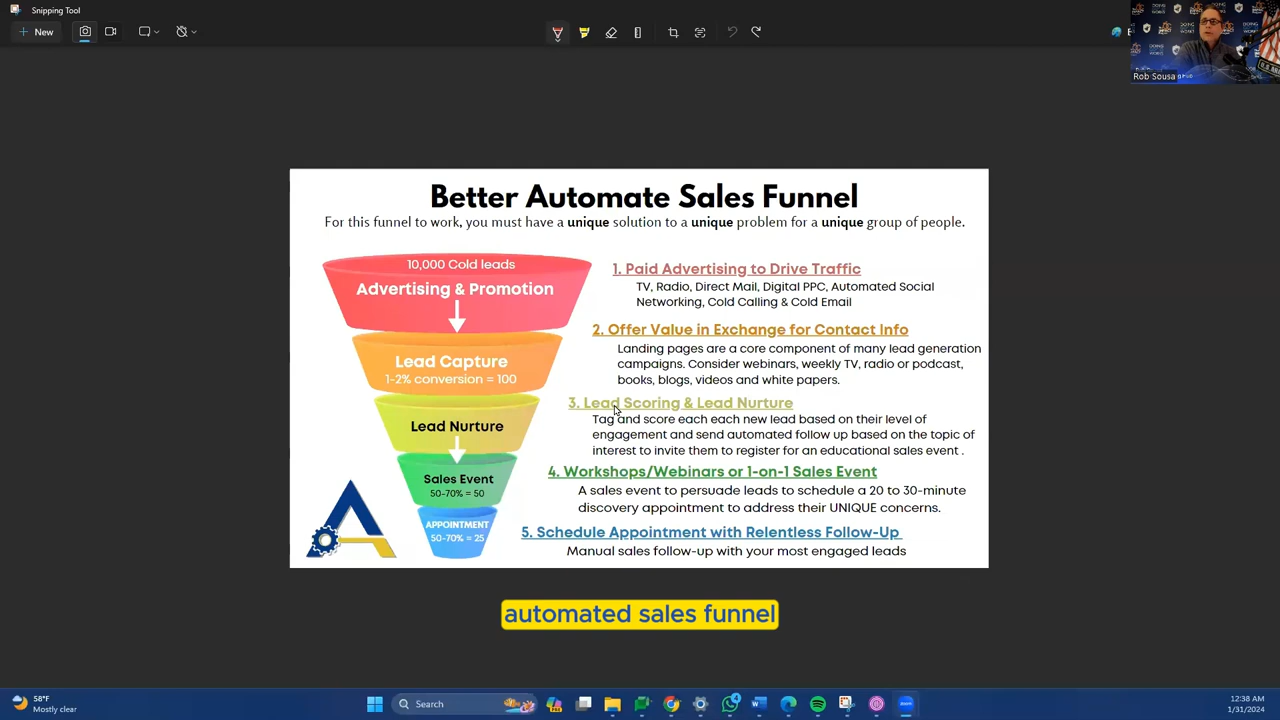 Snipping Tool
New
Rob Sousa
Better Automate Sales Funnel
For this funnel to work, you must have a unique solution to a unique problem for a unique group of people.
10,000 Cold leads
Advertising & Promotion
Lead Capture
1-2% conversion = 100
Lead Nurture
Sales Event
50-70% = 50
APPOINTMENT
50-70% = 25
1. Paid Advertising to Drive Traffic
TV, Radio, Direct Mail, Digital PPC, Automated Social
Networking, Cold Calling & Cold Email
2. Offer Value in Exchange for Contact Info
Landing pages are a core component of many lead generation
campaigns. Consider webinars, weekly TV, radio or podcast,
books, blogs, videos and white papers.
3. Lead Scoring & Lead Nurture
Tag and score each each new lead based on their level of
engagement and send automated follow up based on the topic of
interest to invite them to register for an educational sales event .
4. Workshops/Webinars or 1-on-1 Sales Event
A sales event to persuade leads to schedule a 20 to 30-minute
discovery appointment to address their UNIQUE concerns.
5. Schedule Appointment with Relentless Follow-Up
Manual sales follow-up with your most engaged leads
automated sales funnel
58°F
Mostly clear
Search
4
12:38 AM
1/31/2024